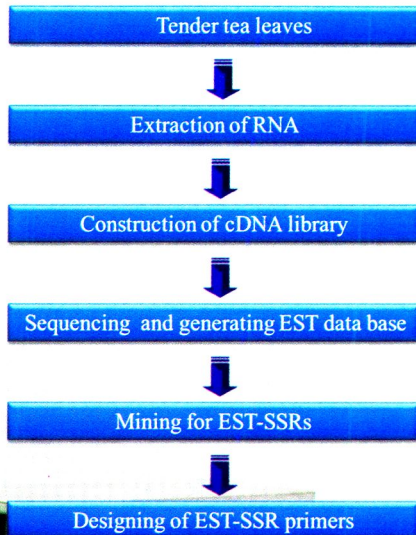 Tender tea leaves
Extraction of RNA
Construction of cDNA library
Sequencing and generating EST data base
Mining for EST-SSRs
Designing of EST-SSR primers